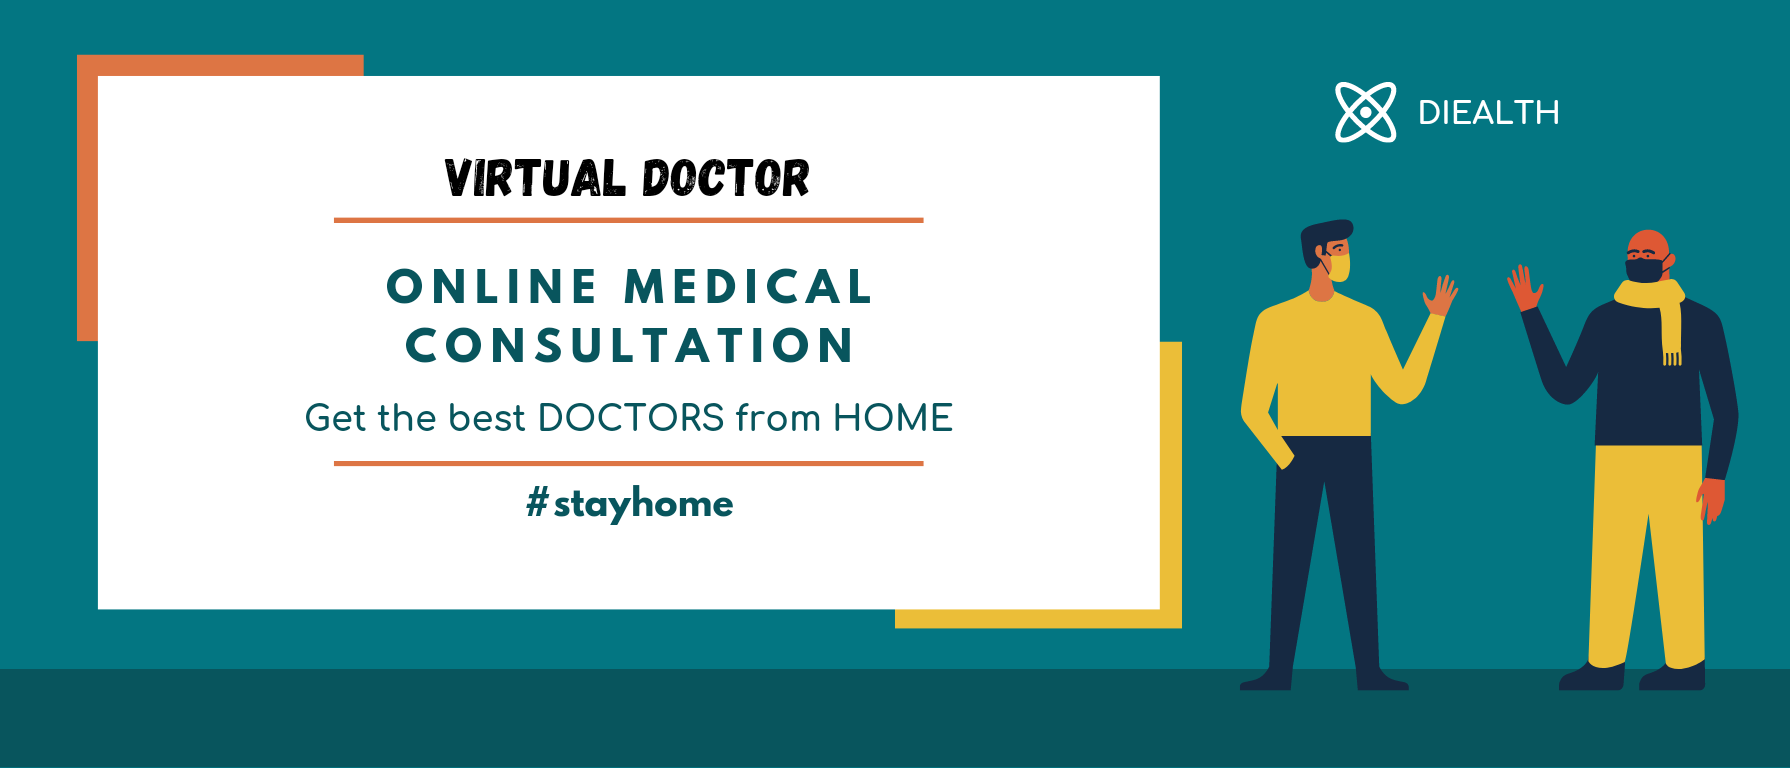 VIRTUAL DOCTOR
ONLINE MEDICAL
CONSULTATION
Get the best DOCTORS from HOME
#stayhome
DIEALTH